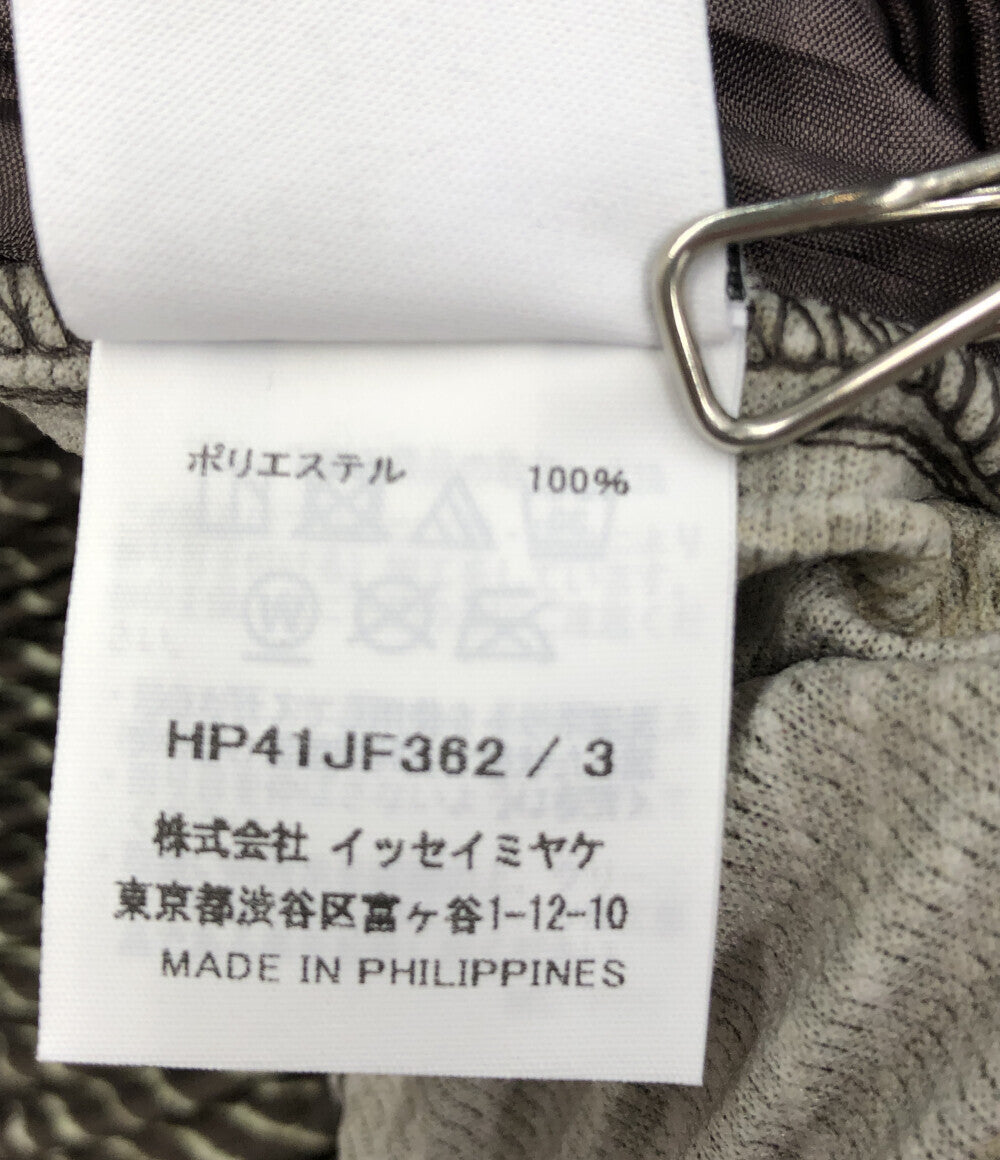 ポリエステル 100%
HP41JF362 / 3
株式会社 イッセイミヤケ
東京都渋谷区富ヶ谷1-12-10
MADE IN PHILIPPINES